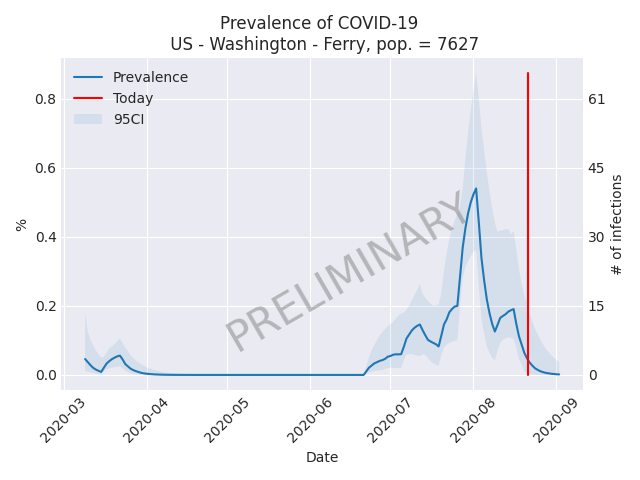 Prevalence of COVID-19
US - Washington - Ferry, pop. = 7627
Prevalence
Today
95CI
PRELIMINARY
%
0.8
0.6
0.4
0.2
0.0
61
45
30
15
0
# of infections
2020-03
2020-04
2020-05
2020-06
2020-07
2020-08
2020-09
Date